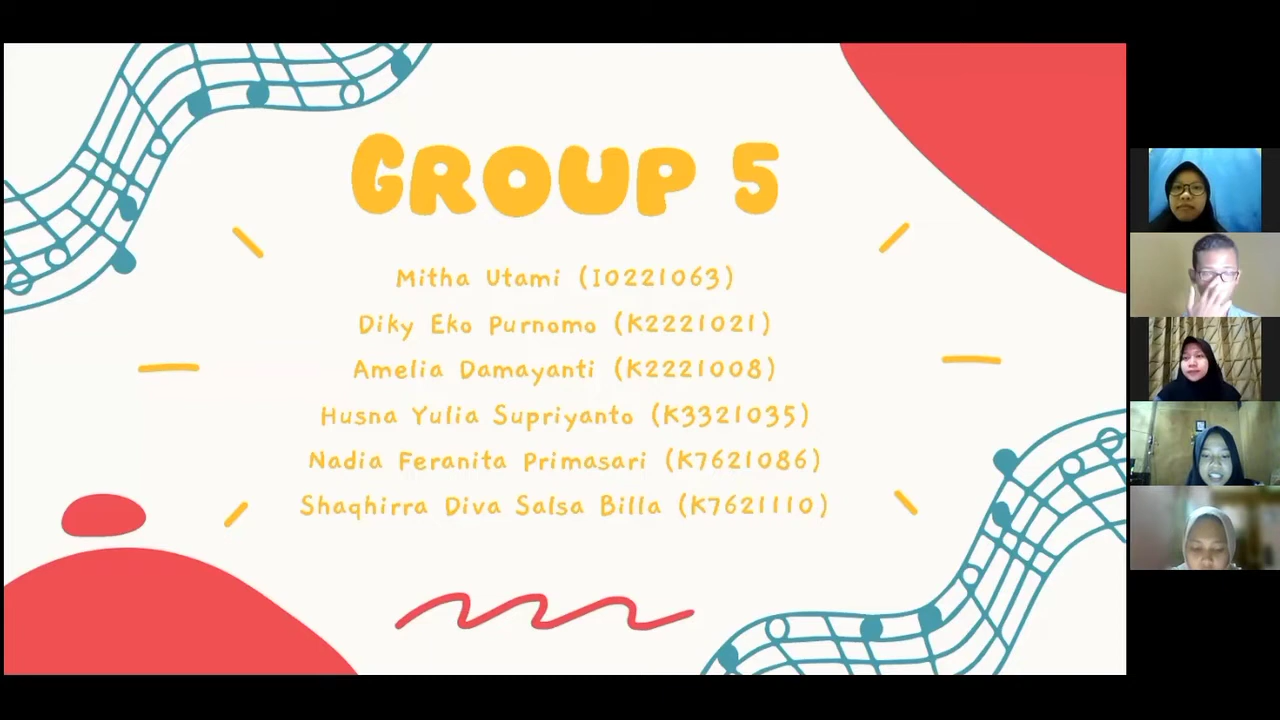 GROUP 5
Mitha Utami (I0221063)
Diky Eko Purnomo (K2221021)
Amelia Damayanti (K2221008)
Husna Yulia Supriyanto (K3321035)
Nadia Feranita Primasari (K7621086)
Shaqhirra Diva Salsa Billa (K7621110)